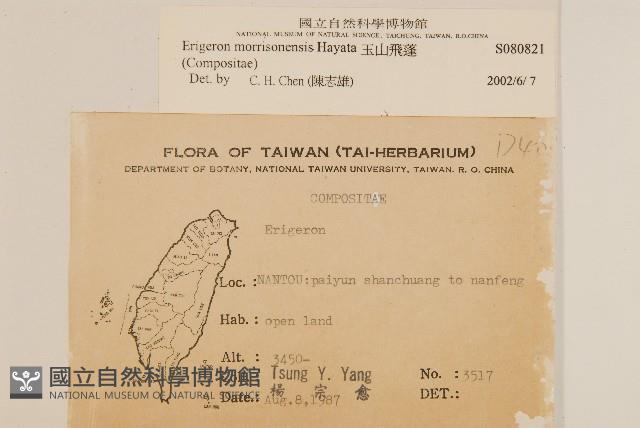 國立自然科學博物館
NATIONAL MUSEUM OF NATURAL SCIENCE, TAICHUNG, TAIWAN, R.O.CHINA
Erigeron morrisonensis Hayata 玉山飛蓬 S080821
(Compositae)
Det. by C. H. Chen (陳志雄) 2002/6/7
FLORA OF TAIWAN (TAI-HERBARIUM)
DEPARTMENT OF BOTANY, NATIONAL TAIWAN UNIVERSITY, TAIWAN. R. O. CHINA
COMPOSITAE
Erigeron
Loc. : NANTOU:paiyun shanchuang to nanfeng
Hab. : open land
Alt. : 3450-
Tsung Y. Yang No. : 3517
楊宗愈 DET.:
Date.: Aug.8,1987
國立自然科學博物館
NATIONAL MUSEUM OF NATURAL SCIENCE